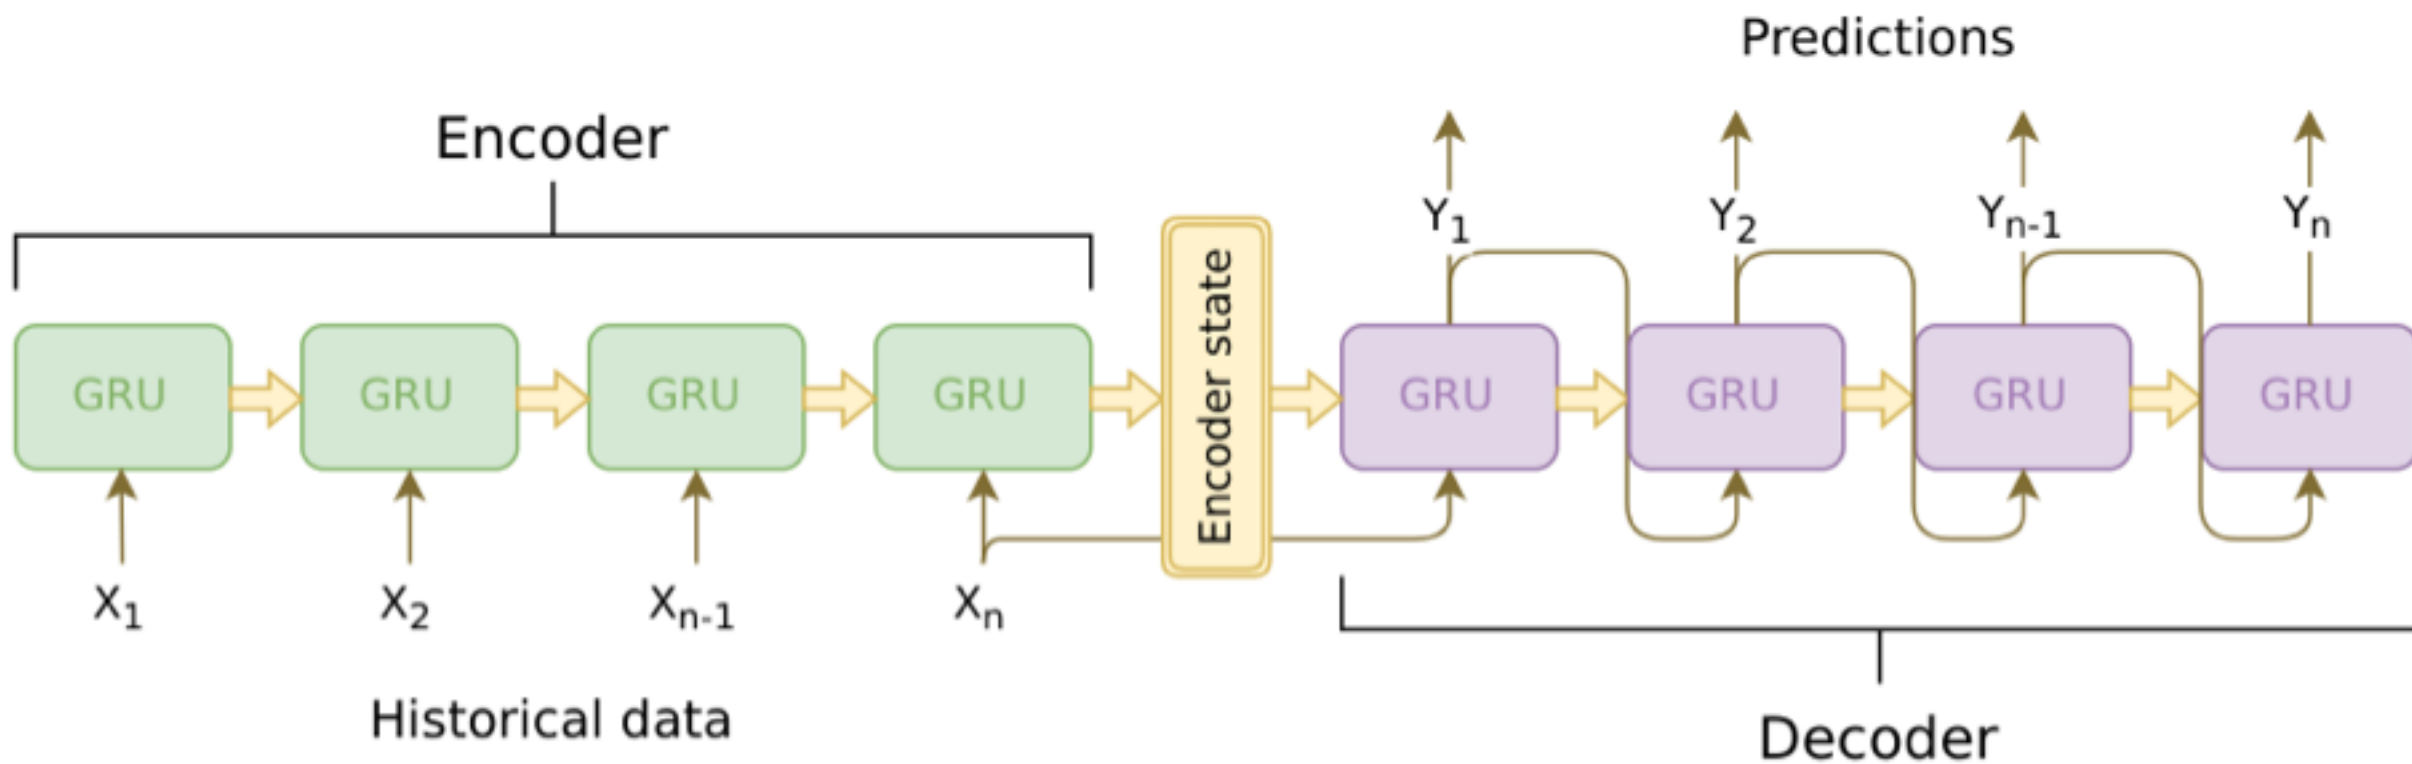 Predictions
Encoder
Y1 Y2 Yn-1 Yn
Encoder state
GRU GRU GRU GRU GRU GRU GRU GRU
X1 X2 Xn-1 Xn
Historical data
Decoder